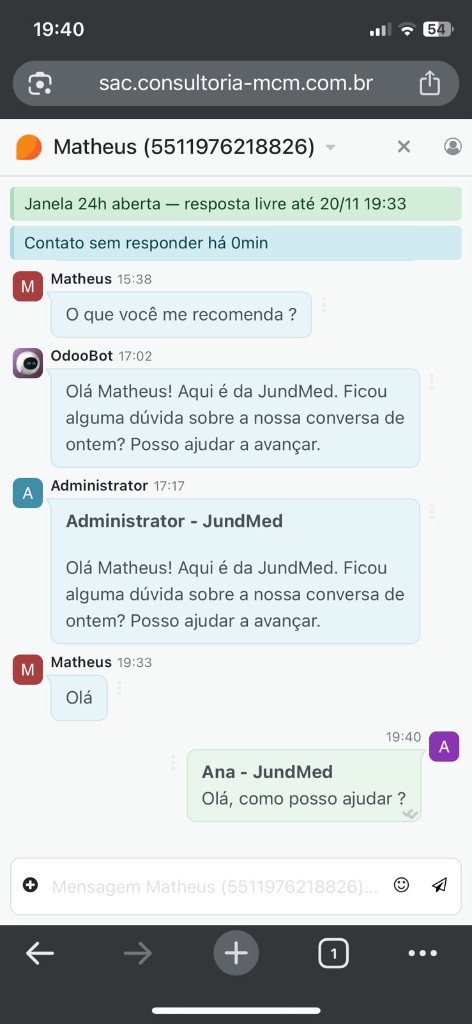 19:40
54
sac.consultoria-mcm.com.br
Matheus (5511976218826)
Janela 24h aberta — resposta livre até 20/11 19:33
Contato sem responder há 0min
M
Matheus 15:38
O que você me recomenda ?
OdooBot 17:02
Olá Matheus! Aqui é da JundMed. Ficou
alguma dúvida sobre a nossa conversa de
ontem? Posso ajudar a avançar.
A
Administrator 17:17
Administrator - JundMed
Olá Matheus! Aqui é da JundMed. Ficou
alguma dúvida sobre a nossa conversa de
ontem? Posso ajudar a avançar.
M
Matheus 19:33
Olá
19:40
A
Ana - JundMed
Olá, como posso ajudar ?
Mensagem Matheus (5511976218826)...
1